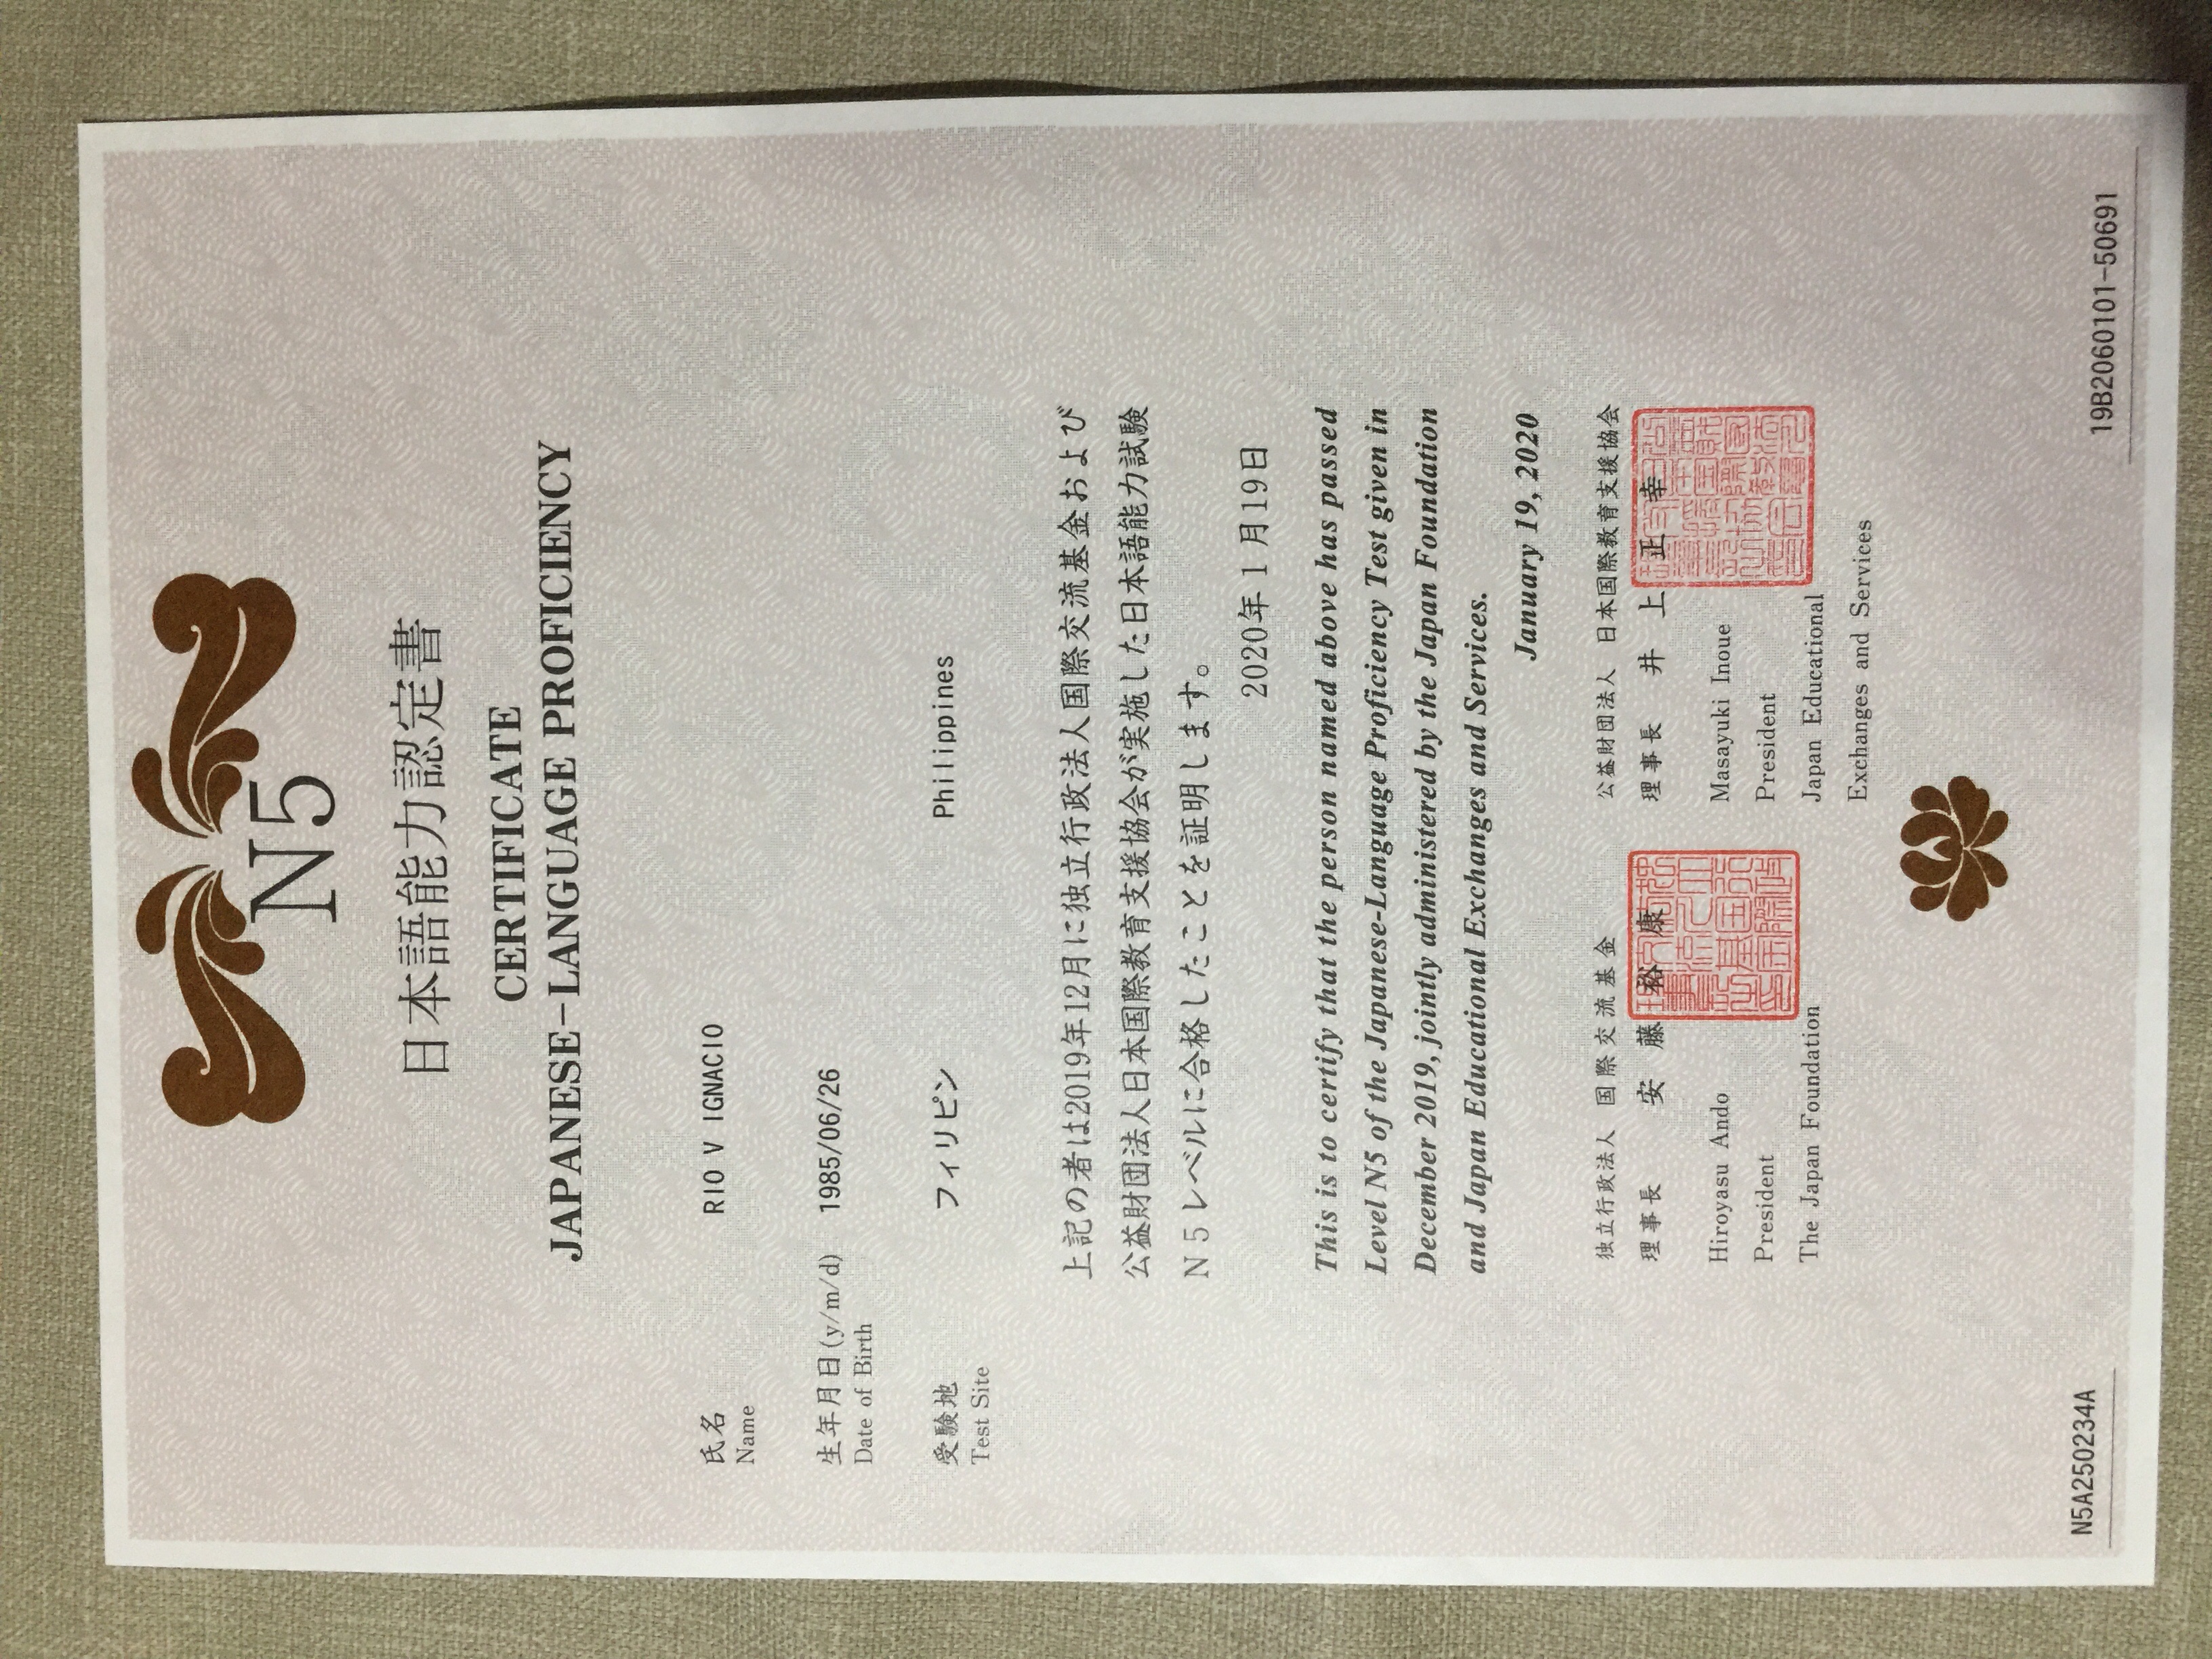 N5
日本語能力認定書
CERTIFICATE
JAPANESE-LANGUAGE PROFICIENCY
氏名 RIO V IGNACIO
Name
生年月日(y/m/d) 1985/06/26
Date of Birth
受験地 フィリピン Philippines
Test Site
上記の者は2019年12月に独立行政法人国際交流基金および
公益財団法人日本国際教育支援協会が実施した日本語能力試験
N５レベルに合格したことを証明します。
2020年１月19日
This is to certify that the person named above has passed
Level N5 of the Japanese-Language Proficiency Test given in
December 2019, jointly administered by the Japan Foundation
and Japan Educational Exchanges and Services.
January 19, 2020
独立行政法人 国際交流基金
理事長 安藤裕康
Hiroyasu Ando
President
The Japan Foundation
公益財団法人 日本国際教育支援協会
理事長 井上正幸
Masayuki Inoue
President
Japan Educational
Exchanges and Services
N5A250234A
19B2060101-50691